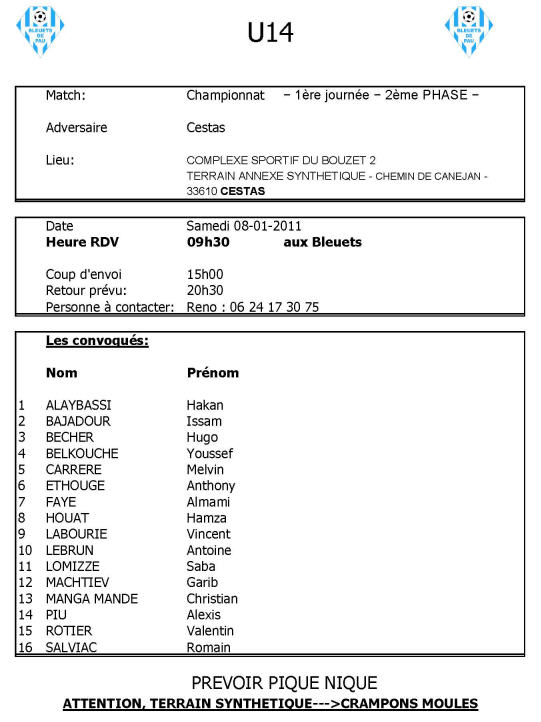 BLEUETS
DE
PAU
U14
BLEUETS
DE
PAU
Match: Championnat – 1ère journée – 2ème PHASE –
Adversaire Cestas
Lieu: COMPLEXE SPORTIF DU BOUZET 2
TERRAIN ANNEXE SYNTHETIQUE - CHEMIN DE CANEJAN -
33610 CESTAS
Date Samedi 08-01-2011
Heure RDV 09h30 aux Bleuets
Coup d'envoi 15h00
Retour prévu: 20h30
Personne à contacter: Reno : 06 24 17 30 75
Les convoqués:
Nom Prénom
1 ALAYBASSI Hakan
2 BAJADOUR Issam
3 BECHER Hugo
4 BELKOUCHE Youssef
5 CARRERE Melvin
6 ETHOUGE Anthony
7 FAYE Almami
8 HOUAT Hamza
9 LABOURIE Vincent
10 LEBRUN Antoine
11 LOMIZZE Saba
12 MACHTIEV Garib
13 MANGA MANDE Christian
14 PIU Alexis
15 ROTIER Valentin
16 SALVIAC Romain
PREVOIR PIQUE NIQUE
ATTENTION, TERRAIN SYNTHETIQUE--->CRAMPONS MOULES